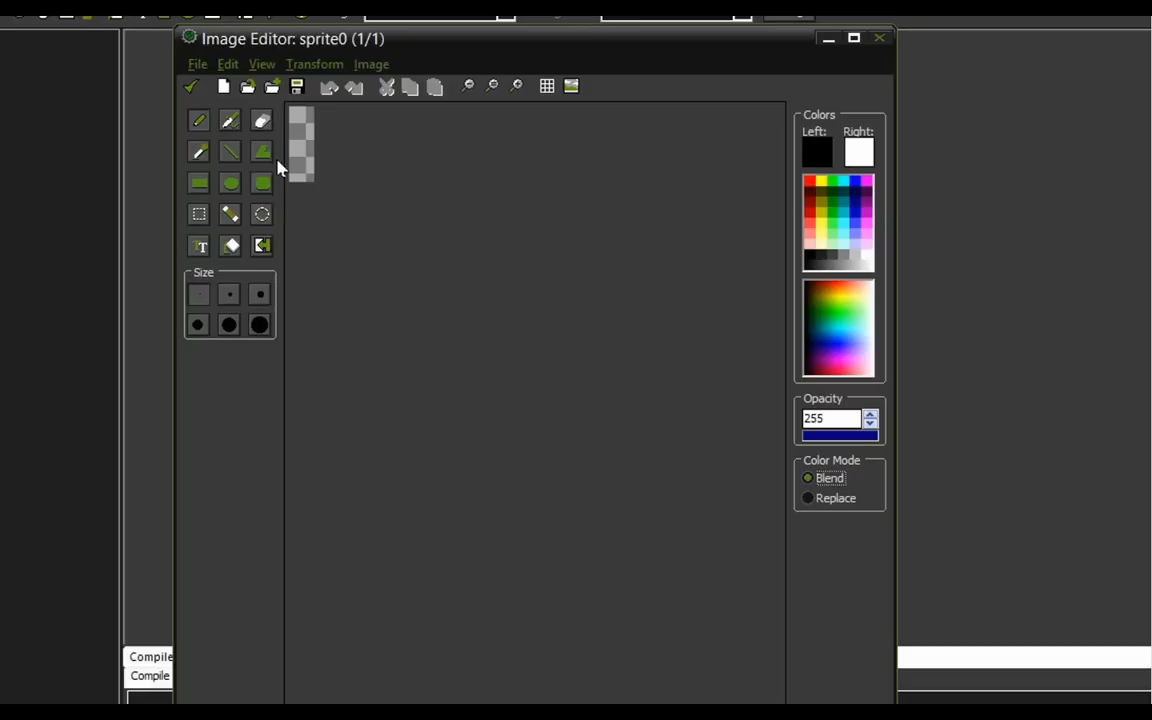 Image Editor: sprite0 (1/1)
File Edit View Transform Image
Colors
Left: Right:
TT
Size
Opacity
255
Color Mode
Blend
Replace
Compile
Compile